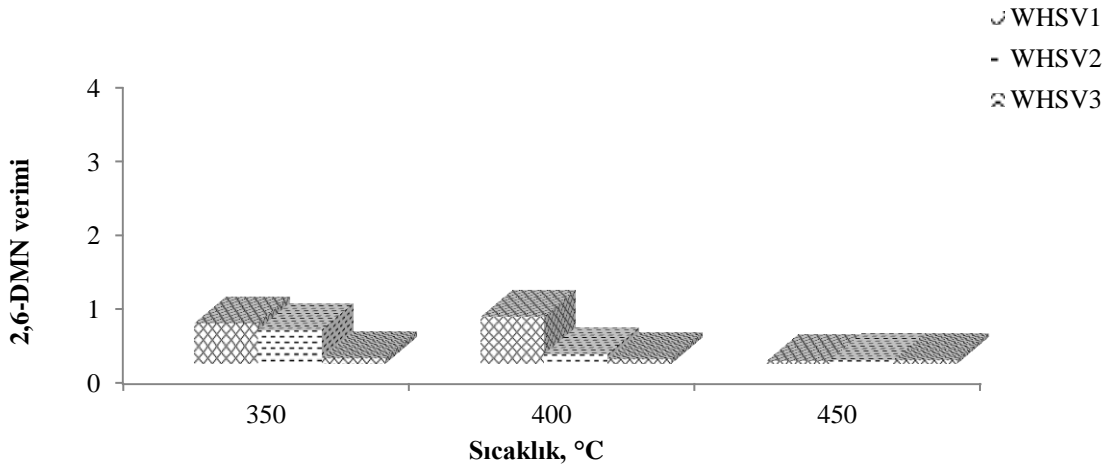 WHSV1
WHSV2
WHSV3
4
3
2
1
0
2,6-DMN verimi
350 400 450
Sıcaklık, °C